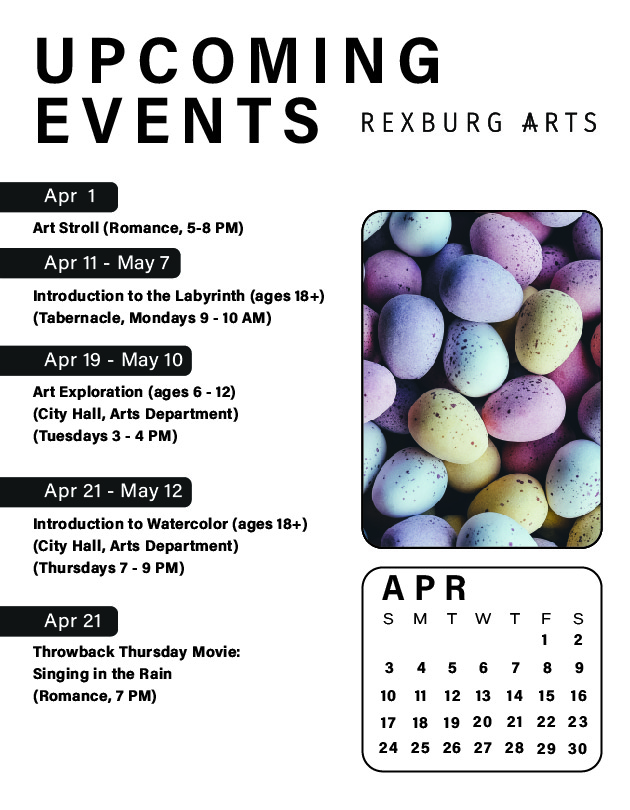 UPCOMING
EVENTS
REXBURG ARTS
Apr 1
Art Stroll (Romance, 5-8 PM)
Apr 11 - May 7
Introduction to the Labyrinth (ages 18+)
(Tabernacle, Mondays 9 - 10 AM)
Apr 19 - May 10
Art Exploration (ages 6 - 12)
(City Hall, Arts Department)
(Tuesdays 3 - 4 PM)
Apr 21 - May 12
Introduction to Watercolor (ages 18+)
(City Hall, Arts Department)
(Thursdays 7 - 9 PM)
Apr 21
Throwback Thursday Movie:
Singing in the Rain
(Romance, 7 PM)
APR
S M T W T F S
1 2
3 4 5 6 7 8 9
10 11 12 13 14 15 16
17 18 19 20 21 22 23
24 25 26 27 28 29 30